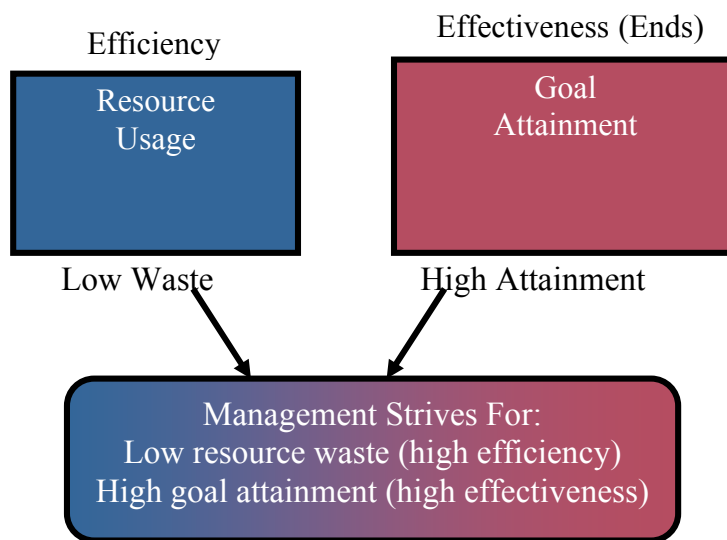 Efficiency
Resource
Usage
Low Waste
Effectiveness (Ends)
Goal
Attainment
High Attainment
Management Strives For:
Low resource waste (high efficiency)
High goal attainment (high effectiveness)